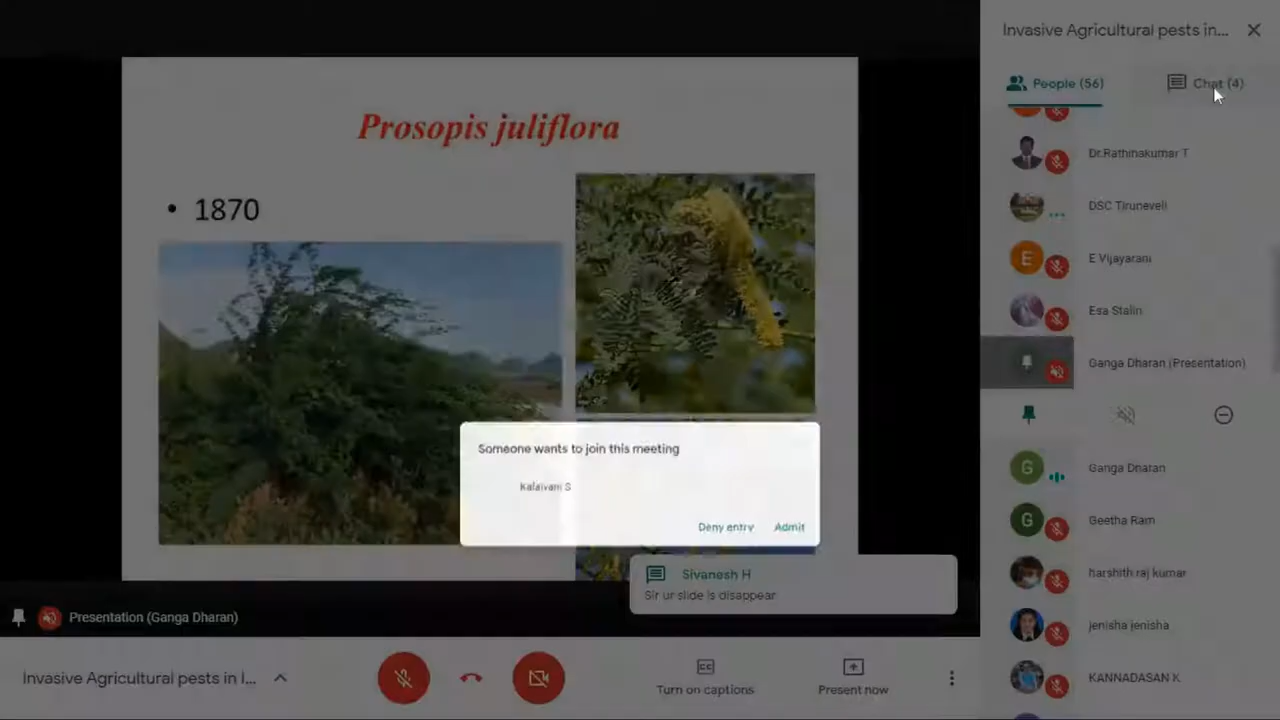 Invasive Agricultural pests in...
People (56)
Chat (4)
Prosopis juliflora
• 1870
Dr.Rathinakumar T
DSC Tiruneveli
E Vijayarani
E
Esa Stalin
Ganga Dharan (Presentation)
Someone wants to join this meeting
Kalaivani S
Deny entry
Admit
G
Ganga Dharan
G
Geetha Ram
harshith raj kumar
jenisha jenisha
KANNADASAN K
Sivanesh H
Sir ur slide is disappear
Presentation (Ganga Dharan)
Invasive Agricultural pests in I...
CC
Turn on captions
Present now